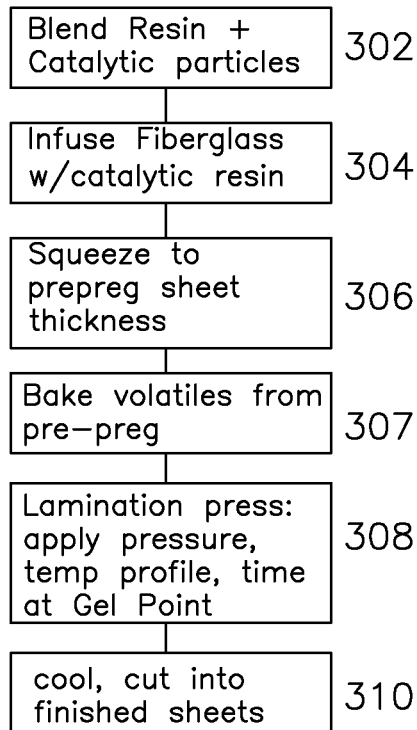 Blend Resin +
Catalytic particles
302
Infuse Fiberglass
w/catalytic resin
304
Squeeze to
prepreg sheet
thickness
306
Bake volatiles from
pre-preg
307
Lamination press:
apply pressure,
temp profile, time
at Gel Point
308
cool, cut into
finished sheets
310